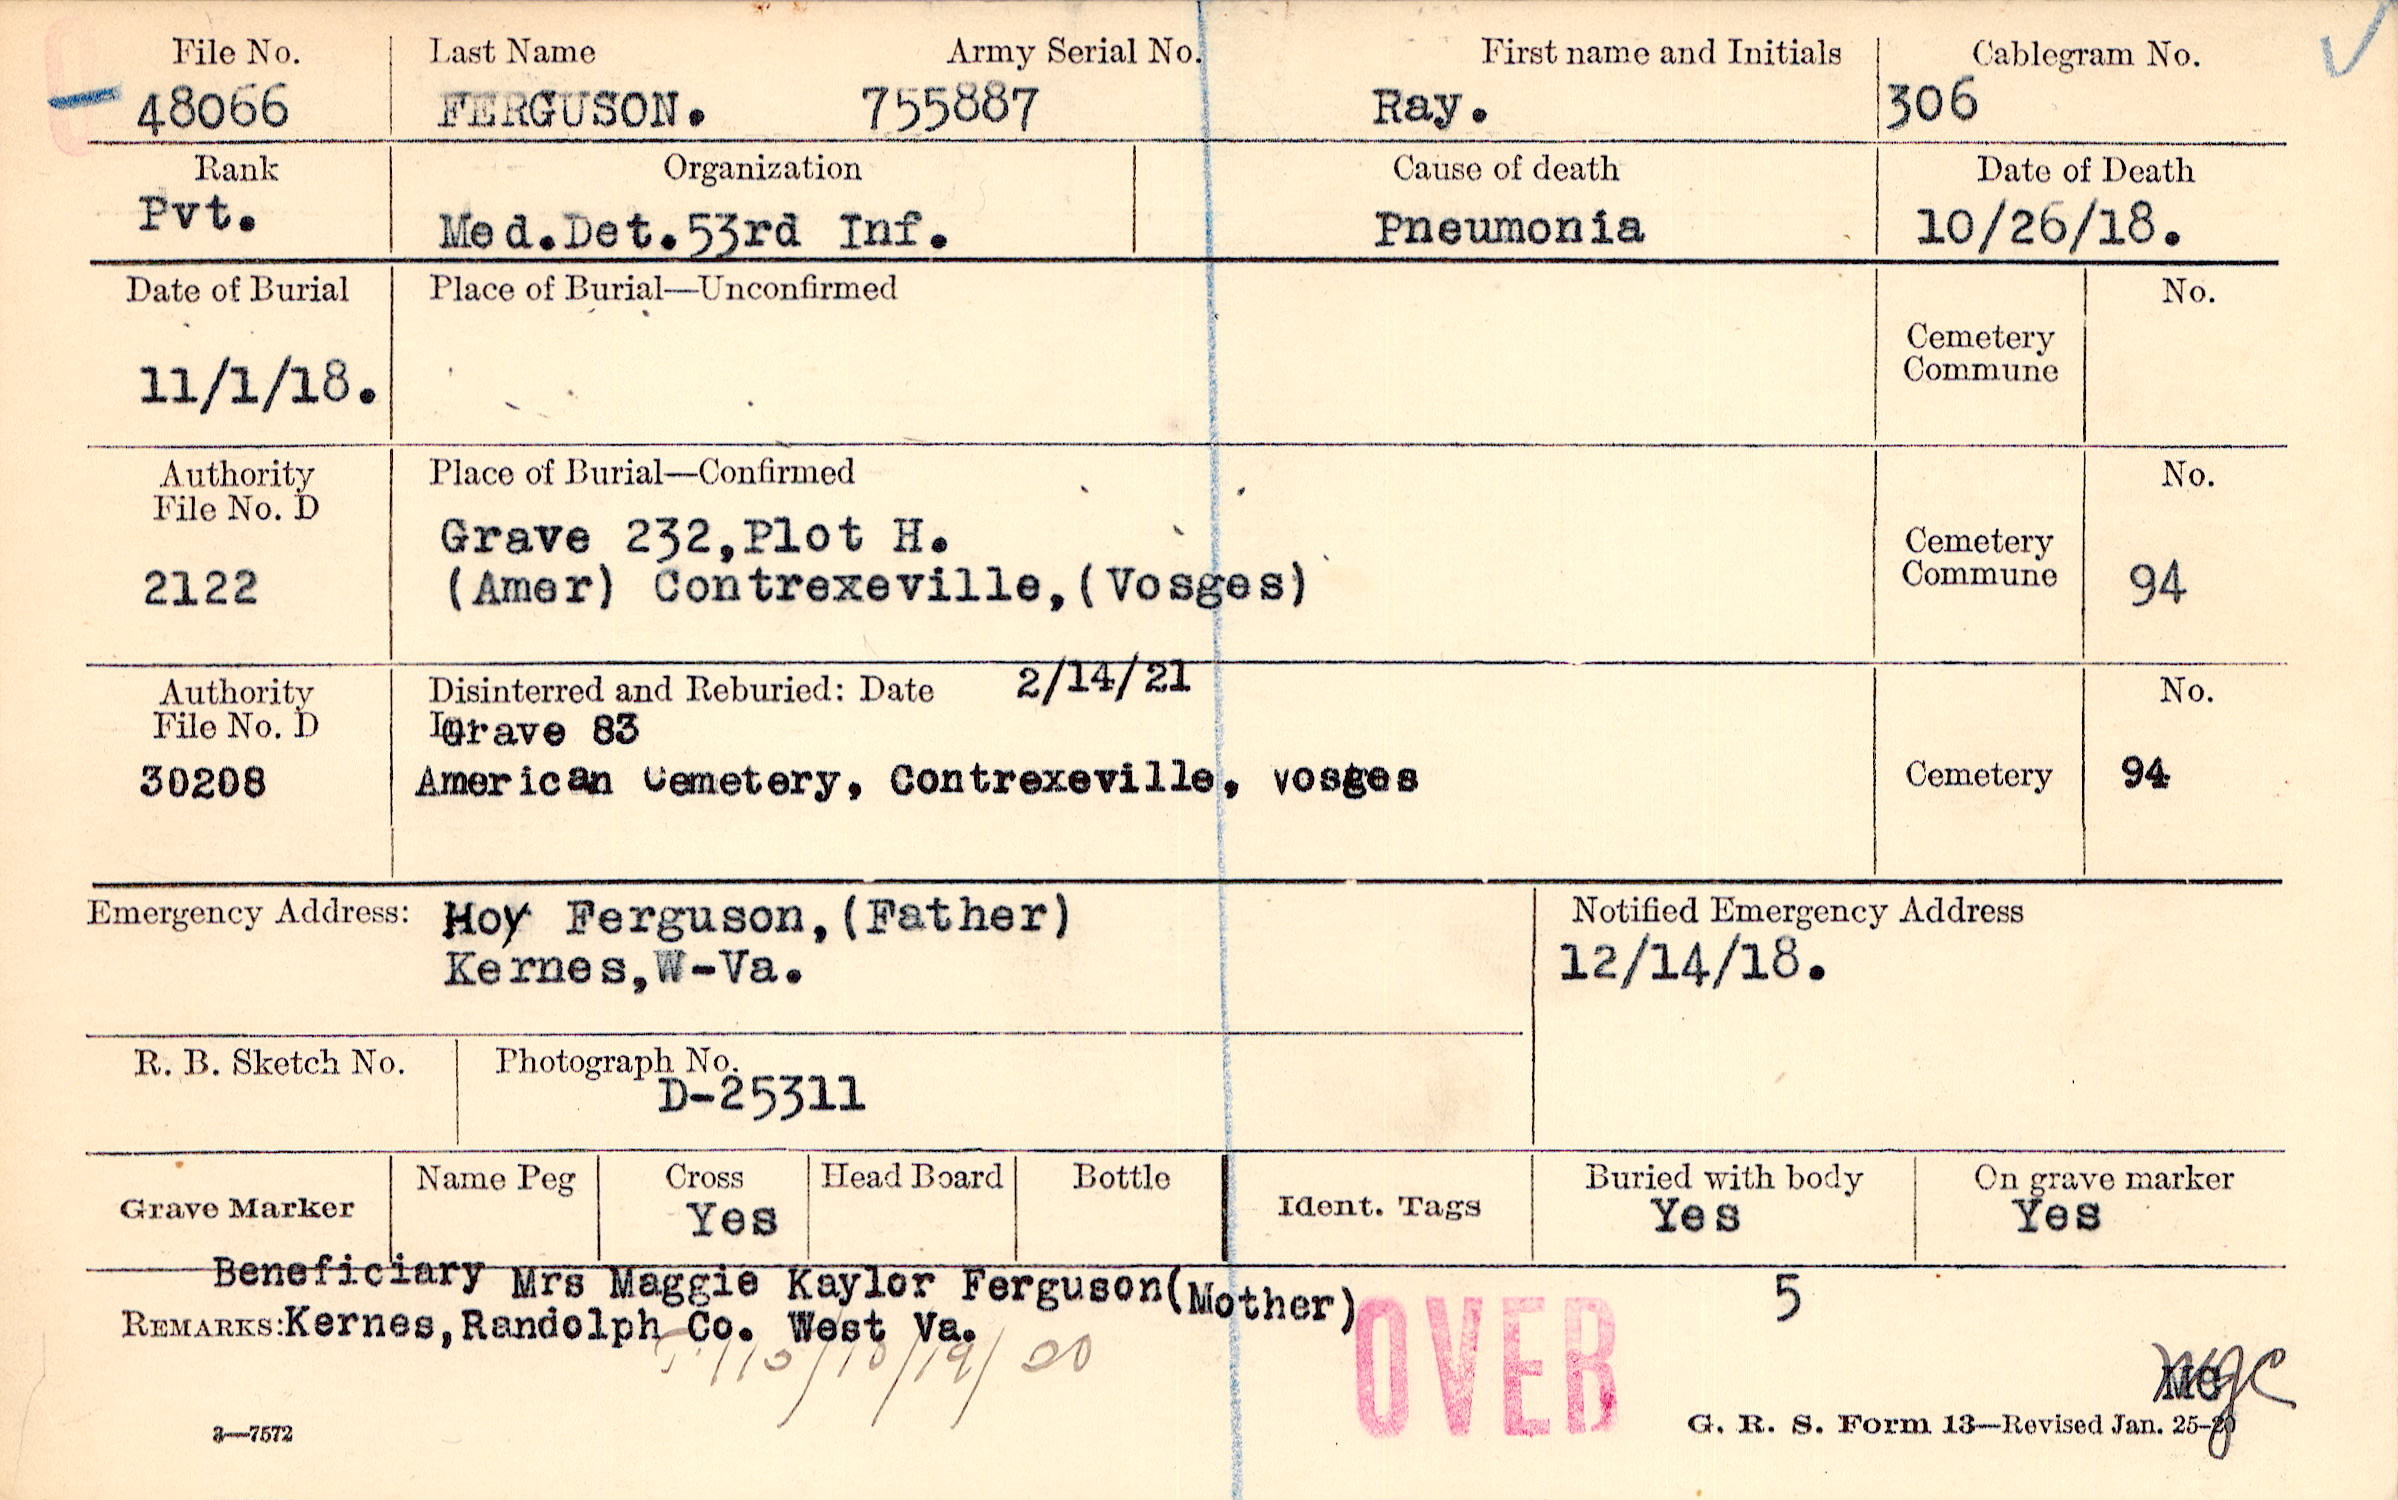 File No. Last Name Army Serial No. First name and Initials Cablegram No.
48066 FERGUSON. 755887 Ray. 306
Rank Organization Cause of death Date of Death
Pvt. Med.Det.53rd Inf. Pneumonia 10/26/18.
Date of Burial Place of Burial—Unconfirmed No.
Cemetery
Commune
11/1/18.
Authority Place of Burial—Confirmed No.
File No. D
Grave 232,Plot H. Cemetery
2122 (Amer) Contrexeville,(Vosges) Commune 94
Authority Disinterred and Reburied: Date 2/14/21 No.
File No. D In Grave 83
30208 American Cemetery, Contrexeville, Vosges Cemetery 94
Emergency Address: Hoy Ferguson,(Father) Notified Emergency Address
Kernes,W-Va. 12/14/18.
R. B. Sketch No. Photograph No.
D-25311
Grave Marker Name Peg Cross Head Board Bottle Ident. Tags Buried with body On grave marker
Yes Yes Yes
Beneficiary Mrs Maggie Kaylor Ferguson(Mother) 5
REMARKS:Kernes,Randolph Co. West Va.
OVER
3—7572 G. R. S. Form 13—Revised Jan. 25-20